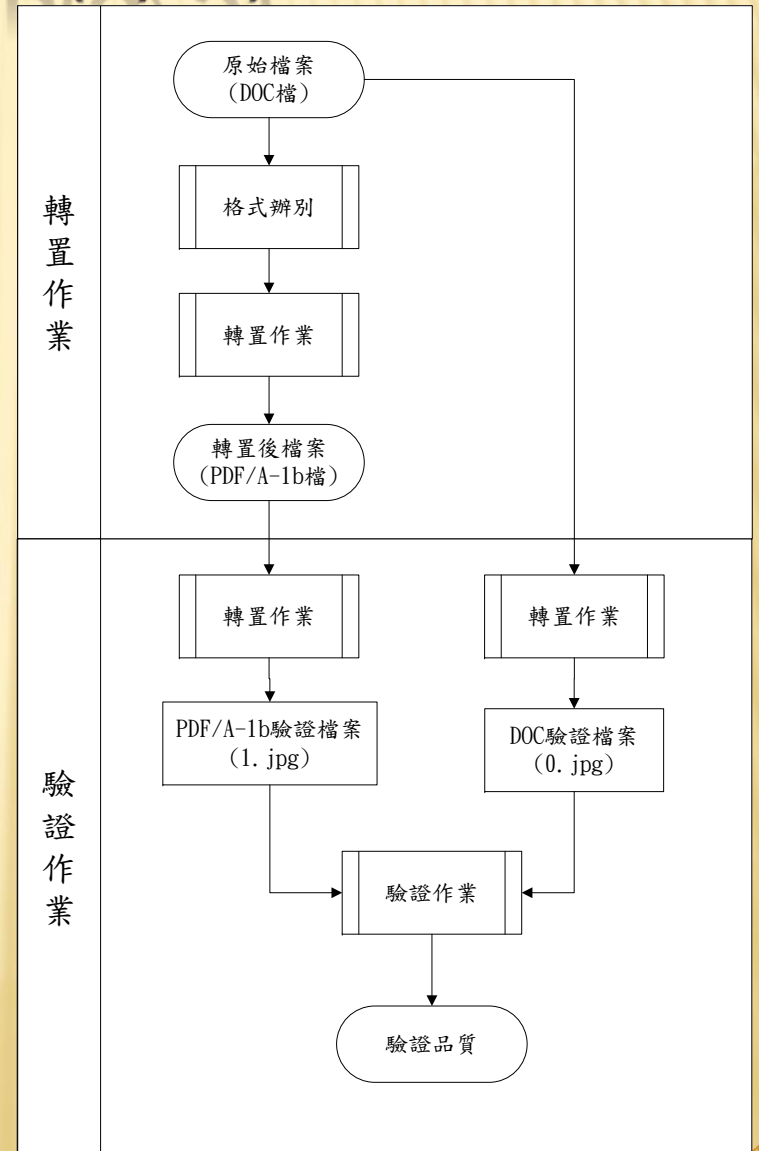 轉置作業
原始檔案
(DOC檔)
格式辨別
轉置作業
轉置後檔案
(PDF/A-1b檔)
驗證作業
轉置作業
轉置作業
PDF/A-1b驗證檔案
(1.jpg)
DOC驗證檔案
(0.jpg)
驗證作業
驗證品質